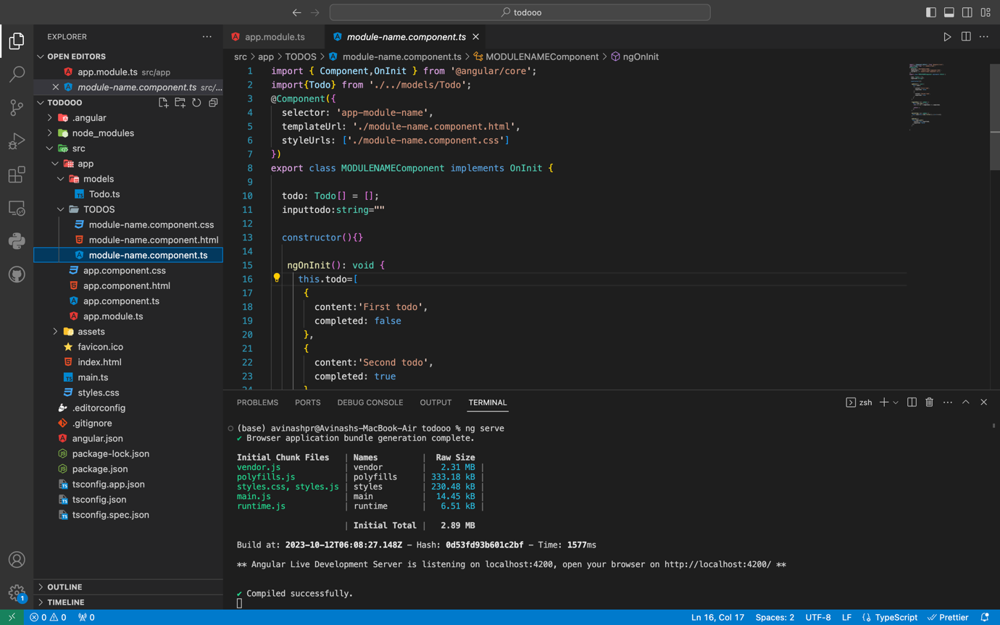 todooo
EXPLORER
OPEN EDITORS
app.module.ts src/app
module-name.component.ts src/...
TODOOO
.angular
node_modules
src
app
models
Todo.ts
TODOS
module-name.component.css
module-name.component.html
module-name.component.ts
app.component.css
app.component.html
app.component.ts
app.module.ts
assets
favicon.ico
index.html
main.ts
styles.css
.editorconfig
.gitignore
angular.json
package-lock.json
package.json
tsconfig.app.json
tsconfig.json
tsconfig.spec.json
OUTLINE
TIMELINE
app.module.ts
module-name.component.ts
src > app > TODOS > module-name.component.ts > MODULENAMEComponent > ngOnInit
1 import { Component,OnInit } from '@angular/core';
2 import{Todo} from './../models/Todo';
3 @Component({
4 selector: 'app-module-name',
5 templateUrl: './module-name.component.html',
6 styleUrls: ['./module-name.component.css']
7 })
8 export class MODULENAMEComponent implements OnInit {
9
10 todo: Todo[] = [];
11 inputtodo:string=""
12
13 constructor(){}
14
15 ngOnInit(): void {
16 this.todo=[
17 {
18 content:'First todo',
19 completed: false
20 },
21 {
22 content:'Second todo',
23 completed: true
24 }
PROBLEMS PORTS DEBUG CONSOLE OUTPUT TERMINAL
zsh
(base) avinashpr@Avinashs-MacBook-Air todooo % ng serve
✔ Browser application bundle generation complete.
Initial Chunk Files | Names | Raw Size
vendor.js | vendor | 2.31 MB |
polyfills.js | polyfills | 333.18 kB |
styles.css, styles.js | styles | 230.48 kB |
main.js | main | 14.45 kB |
runtime.js | runtime | 6.51 kB |
| Initial Total | 2.89 MB
Build at: 2023-10-12T06:08:27.148Z - Hash: 0d53fd93b601c2bf - Time: 1577ms
** Angular Live Development Server is listening on localhost:4200, open your browser on http://localhost:4200/ **
✔ Compiled successfully.
1
0 0 0
Ln 16, Col 17 Spaces: 2 UTF-8 LF {} TypeScript Prettier